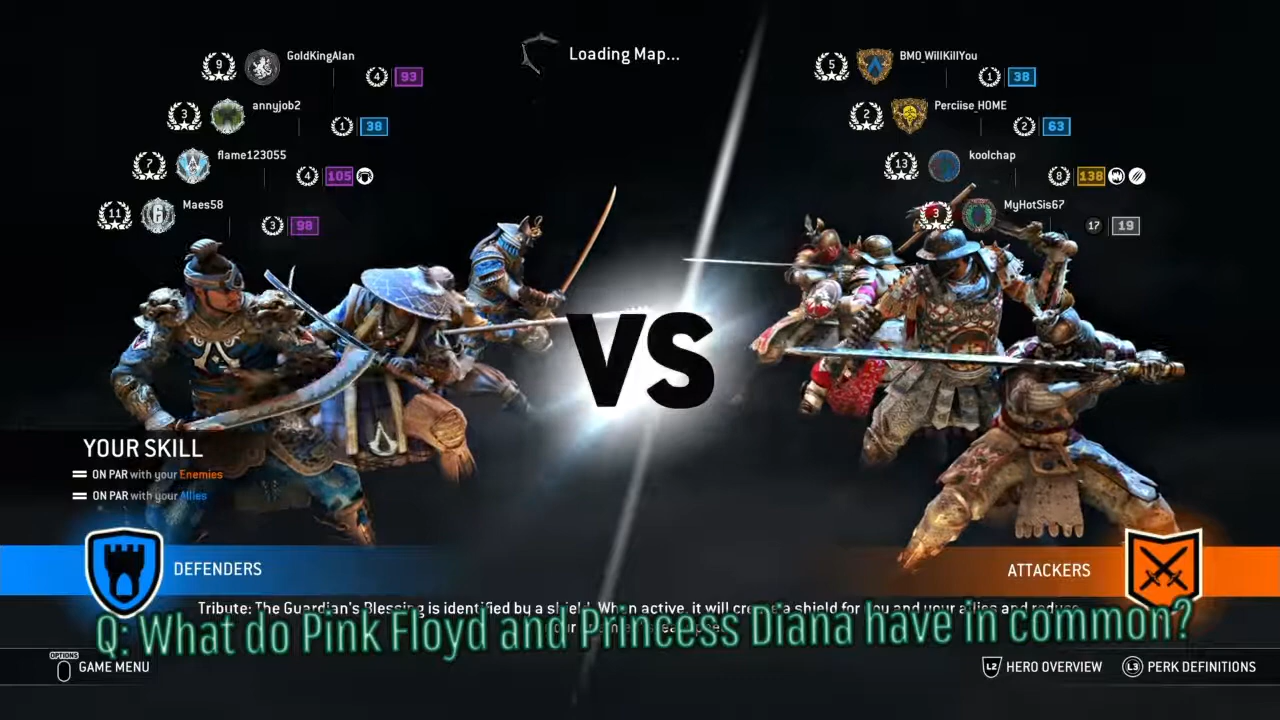 Loading Map...
9 GoldKingAlan 4 93
3 annyjob2 1 38
7 flame123055 4 105
11 Maes58 3 98
5 BMO_WillKillYou 1 38
2 Perciise_HOME 2 63
13 koolchap 8 138
3 MyHotSis67 17 19
VS
YOUR SKILL
ON PAR with your Enemies
ON PAR with your Allies
DEFENDERS
ATTACKERS
Tribute: The Guardian's Blessing is identified by a shield. When active, it will create a shield for you and your allies and reduce
Q: What do Pink Floyd and Princess Diana have in common?
OPTIONS
GAME MENU
L2 HERO OVERVIEW
L3 PERK DEFINITIONS